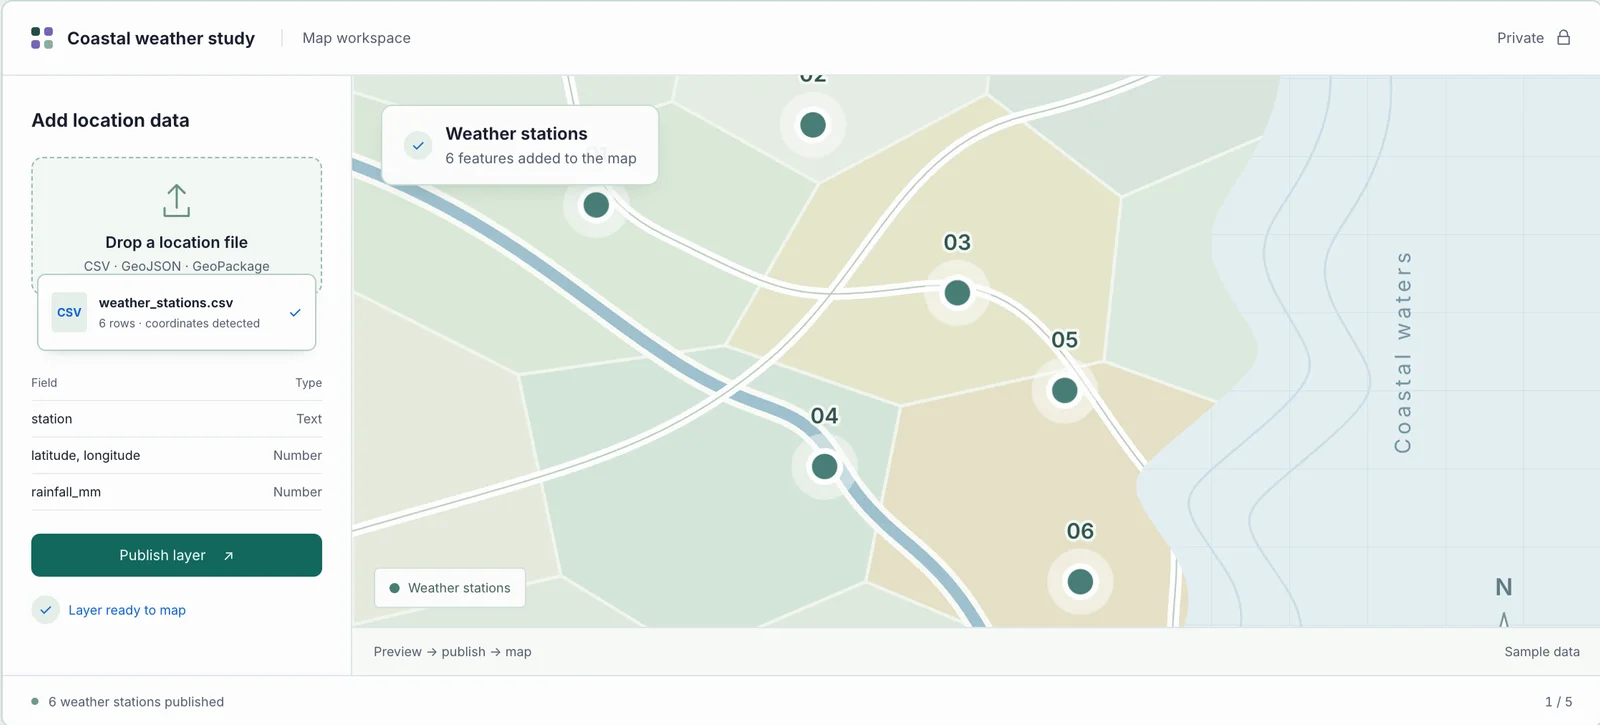 Coastal weather study
Map workspace
Private
Add location data
Drop a location file
CSV · GeoJSON · GeoPackage
CSV
weather_stations.csv
6 rows · coordinates detected
Field
Type
station
Text
latitude, longitude
Number
rainfall_mm
Number
Publish layer
Layer ready to map
Weather stations
6 features added to the map
02
03
05
04
06
Coastal waters
N
Weather stations
Preview → publish → map
Sample data
6 weather stations published
1 / 5